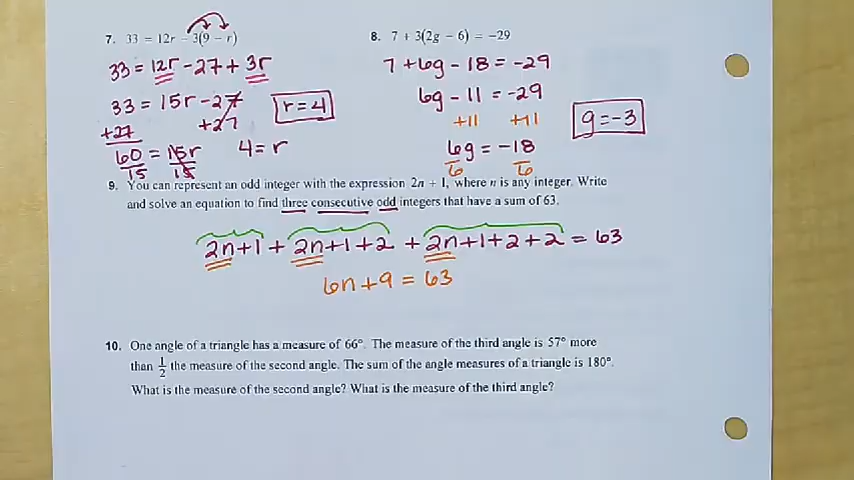 7. 33 = 12r - 3(9 - r)
33 = 12r - 27 + 3r
33 = 15r - 27
+27 +27
60 = 15r
15 15
4 = r
r = 4
8. 7 + 3(2g - 6) = -29
7 + 6g - 18 = -29
6g - 11 = -29
+11 +11
6g = -18
6 6
g = -3
9. You can represent an odd integer with the expression 2n + 1, where n is any integer. Write
and solve an equation to find three consecutive odd integers that have a sum of 63.
2n+1 + 2n+1+2 + 2n+1+2+2 = 63
6n+9 = 63
10. One angle of a triangle has a measure of 66°. The measure of the third angle is 57° more
than 1/2 the measure of the second angle. The sum of the angle measures of a triangle is 180°.
What is the measure of the second angle? What is the measure of the third angle?